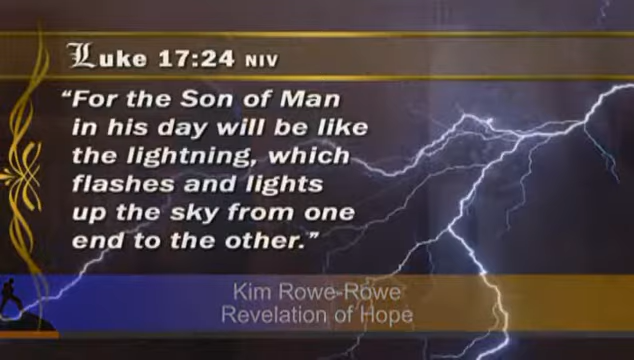 Luke 17:24 NIV
“For the Son of Man
in his day will be like
the lightning, which
flashes and lights
up the sky from one
end to the other.”
Kim Rowe-Rowe
Revelation of Hope